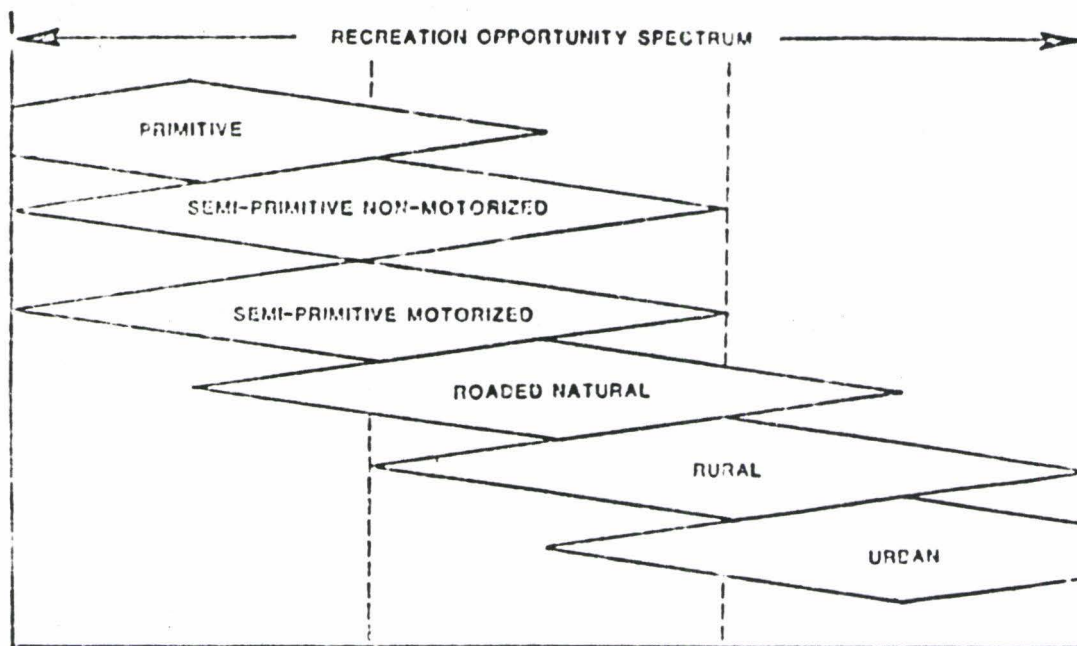 RECREATION OPPORTUNITY SPECTRUM
PRIMITIVE
SEMI-PRIMITIVE NON-MOTORIZED
SEMI-PRIMITIVE MOTORIZED
ROADED NATURAL
RURAL
URBAN